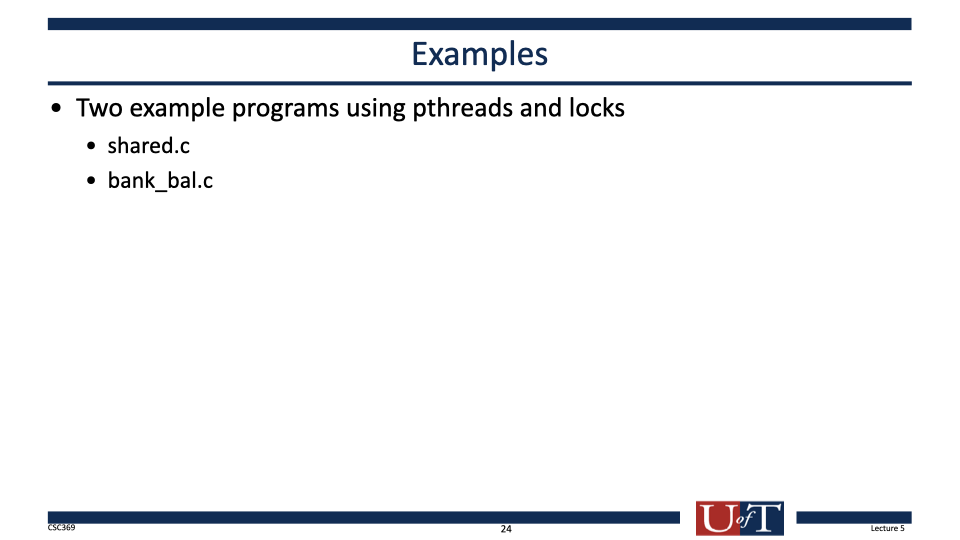 Examples
• Two example programs using pthreads and locks
• shared.c
• bank_bal.c
CSC369
24
U of T
Lecture 5